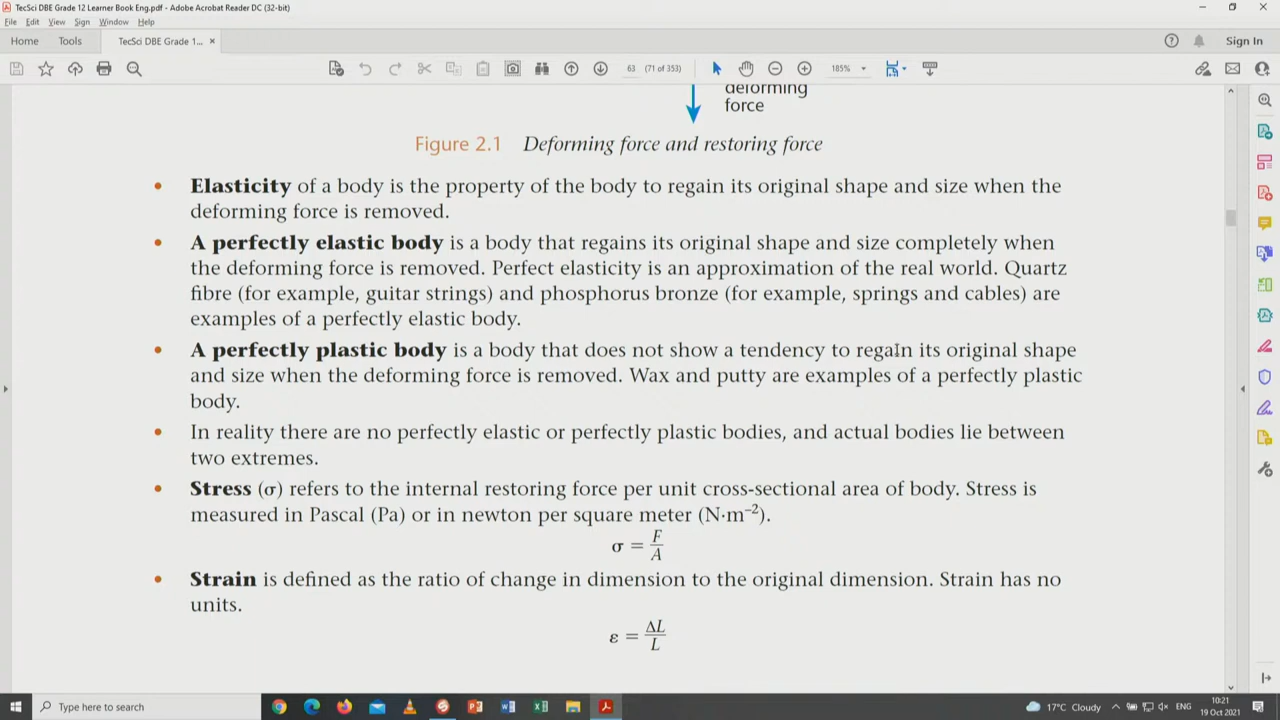 TecSci DBE Grade 12 Learner Book Eng.pdf - Adobe Acrobat Reader DC (32-bit)
File Edit View Sign Window Help
Home Tools TecSci DBE Grade 1... × Sign In
63 (71 of 353) 185%
deforming
force
Figure 2.1 Deforming force and restoring force
• Elasticity of a body is the property of the body to regain its original shape and size when the
deforming force is removed.
• A perfectly elastic body is a body that regains its original shape and size completely when
the deforming force is removed. Perfect elasticity is an approximation of the real world. Quartz
fibre (for example, guitar strings) and phosphorus bronze (for example, springs and cables) are
examples of a perfectly elastic body.
• A perfectly plastic body is a body that does not show a tendency to regain its original shape
and size when the deforming force is removed. Wax and putty are examples of a perfectly plastic
body.
• In reality there are no perfectly elastic or perfectly plastic bodies, and actual bodies lie between
two extremes.
• Stress (σ) refers to the internal restoring force per unit cross-sectional area of body. Stress is
measured in Pascal (Pa) or in newton per square meter (N·m⁻²).
σ = F/A
• Strain is defined as the ratio of change in dimension to the original dimension. Strain has no
units.
ε = ΔL/L
Type here to search
17°C Cloudy ENG 10:21
19 Oct 2021